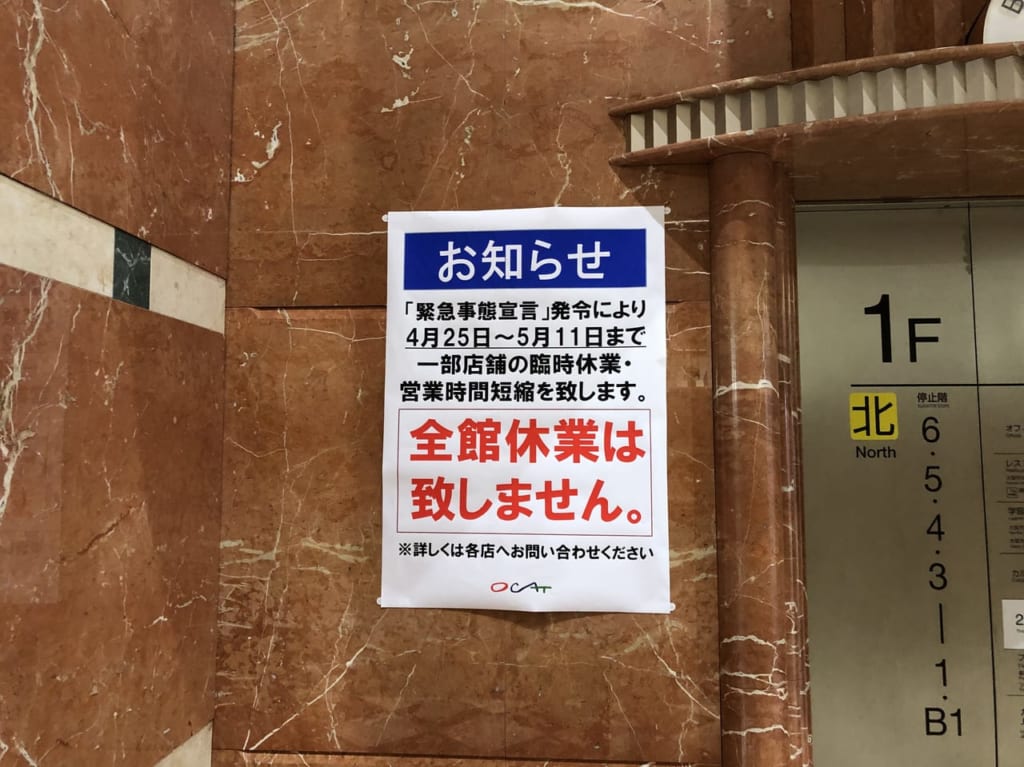 お知らせ
「緊急事態宣言」発令により
4月25日～5月11日まで
一部店舗の臨時休業・
営業時間短縮を致します。
全館休業は
致しません。
※詳しくは各店へお問い合わせください
OCAT
1F
北
North
停止階
6・5・4・3―1・B1